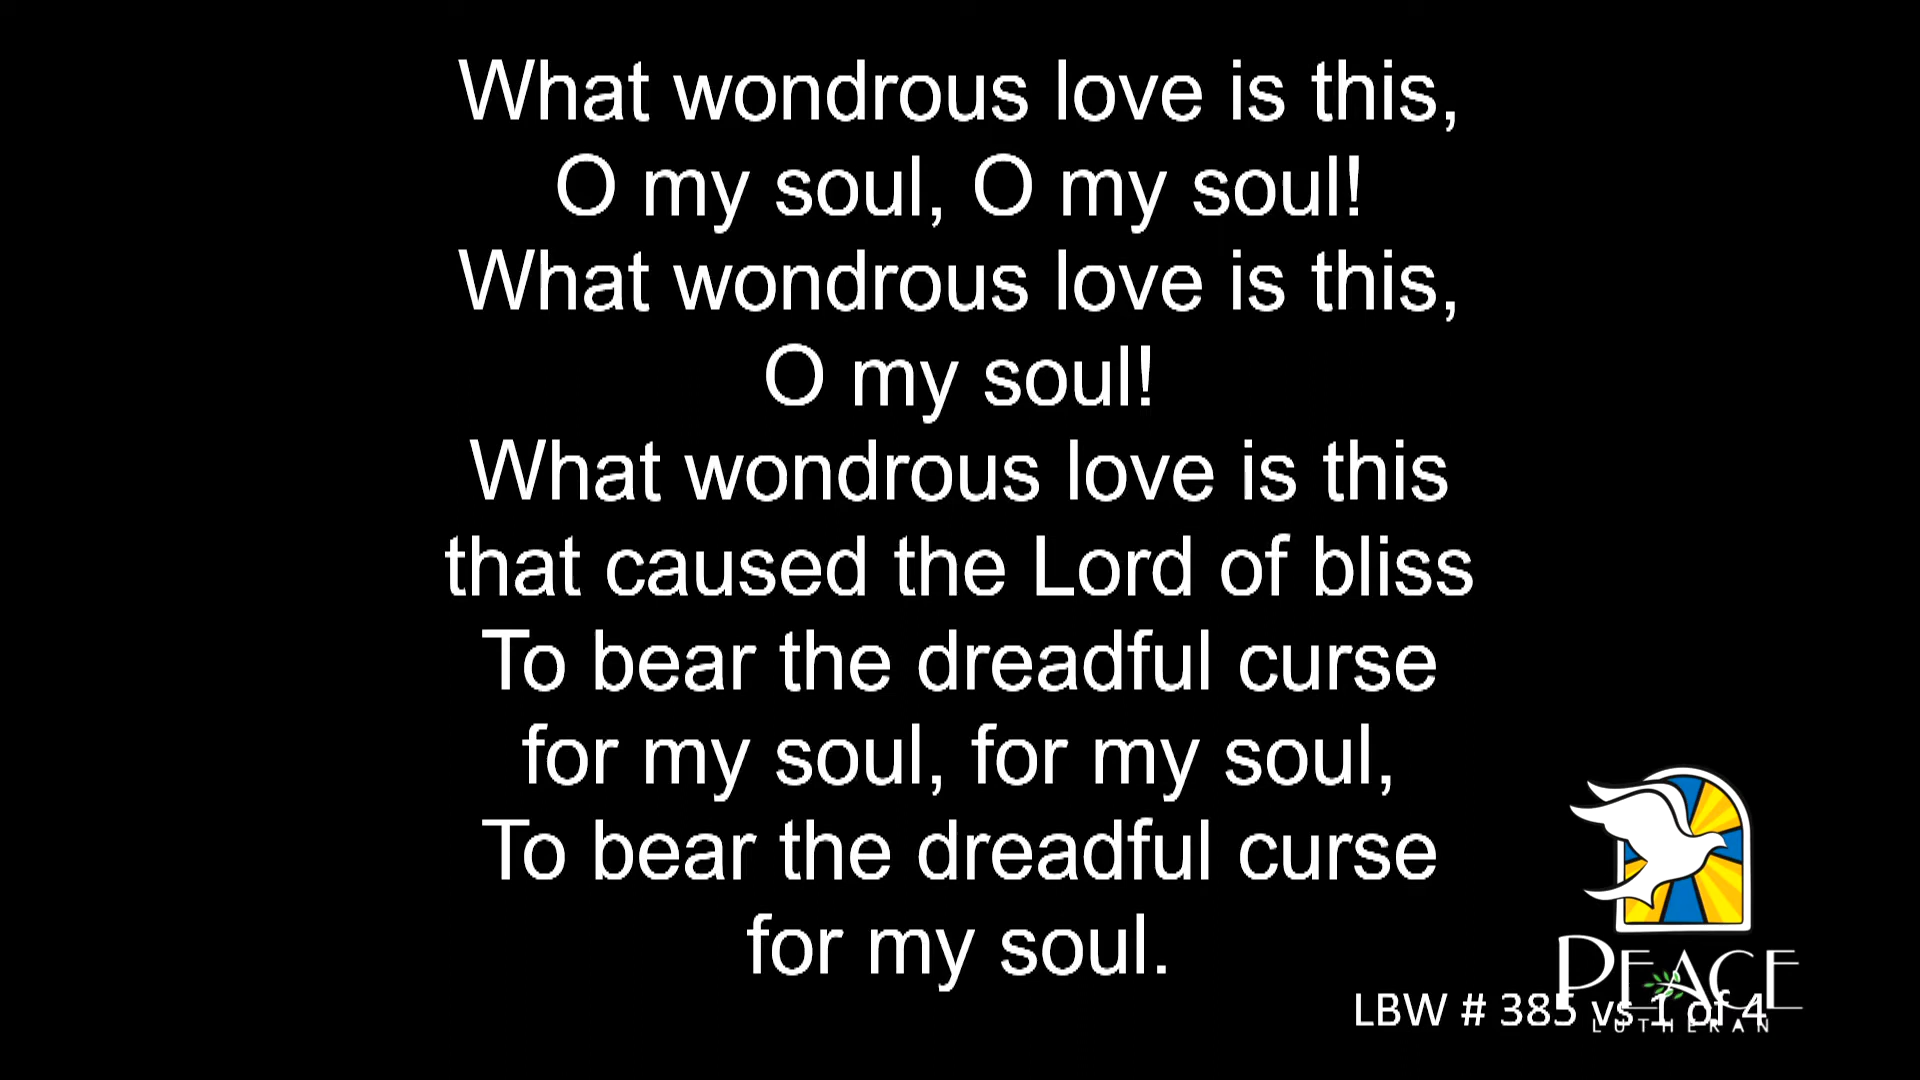 What wondrous love is this,
O my soul, O my soul!
What wondrous love is this,
O my soul!
What wondrous love is this
that caused the Lord of bliss
To bear the dreadful curse
for my soul, for my soul,
To bear the dreadful curse
for my soul.
PEACE
LBW # 385 vs 1 of 4
LUTHERAN